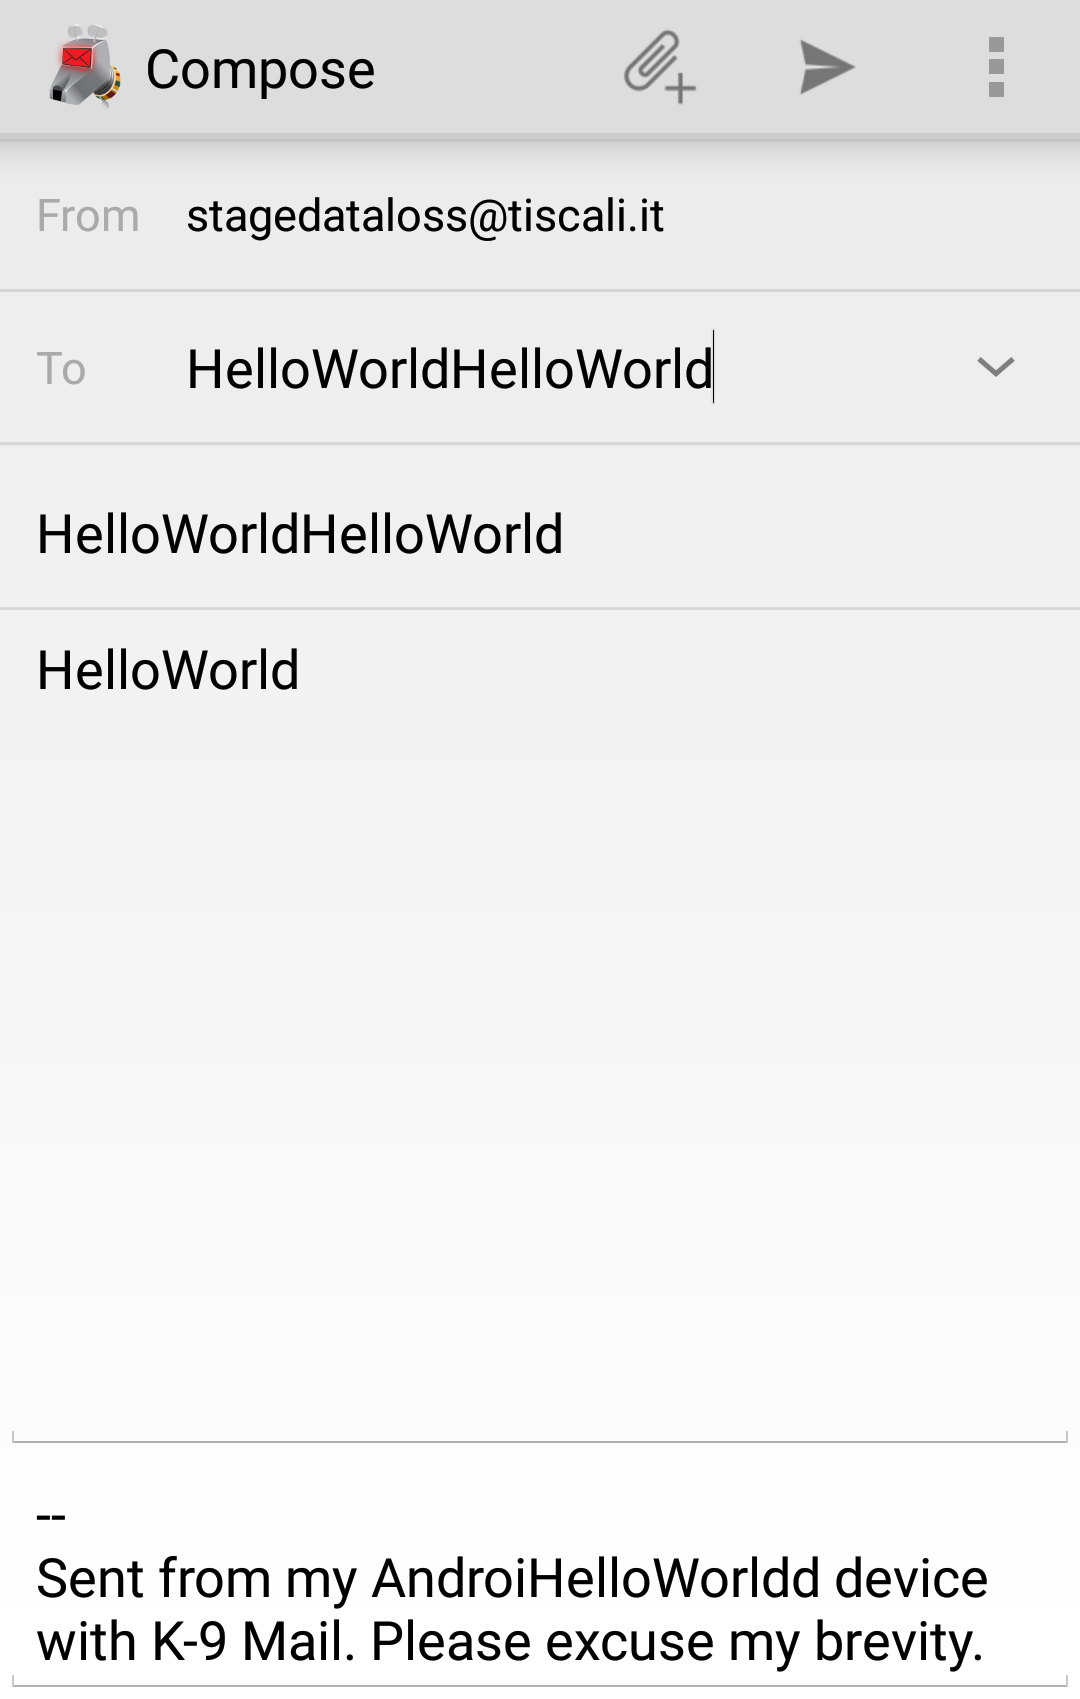 Compose
From stagedataloss@tiscali.it
To HelloWorldHelloWorld
HelloWorldHelloWorld
HelloWorld
--
Sent from my AndroiHelloWorldd device
with K-9 Mail. Please excuse my brevity.